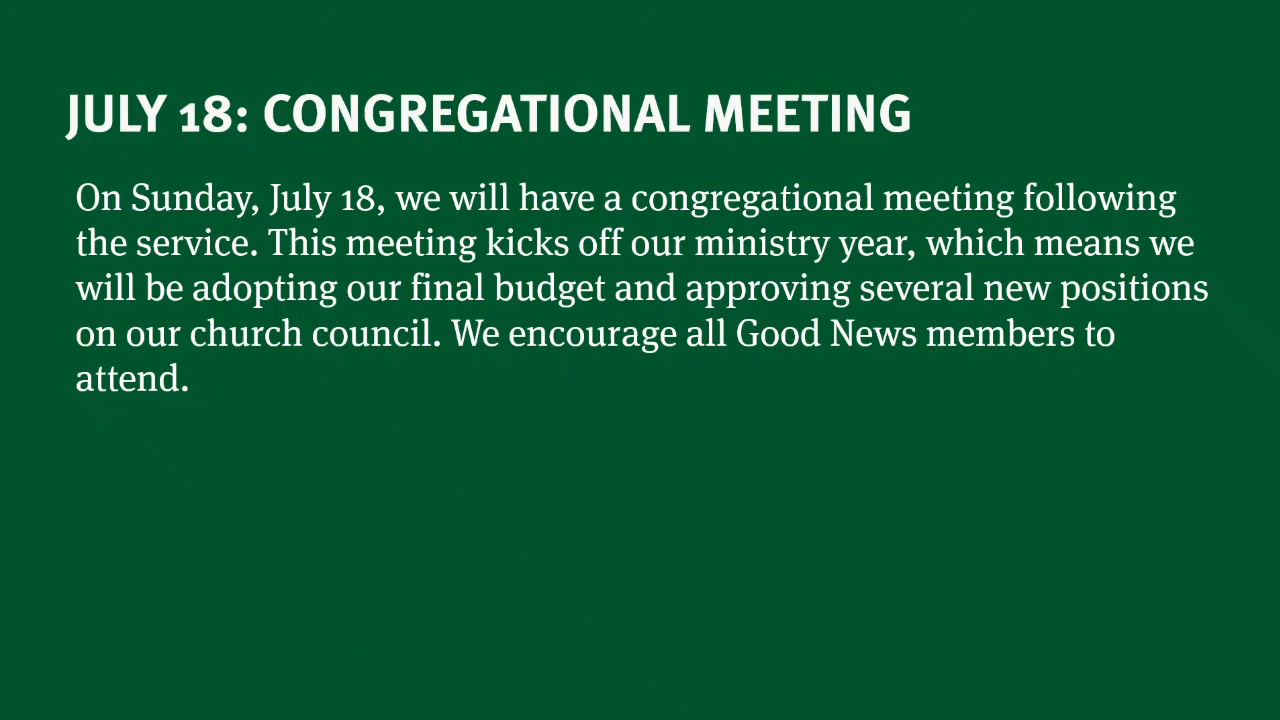 JULY 18: CONGREGATIONAL MEETING
On Sunday, July 18, we will have a congregational meeting following
the service. This meeting kicks off our ministry year, which means we
will be adopting our final budget and approving several new positions
on our church council. We encourage all Good News members to
attend.